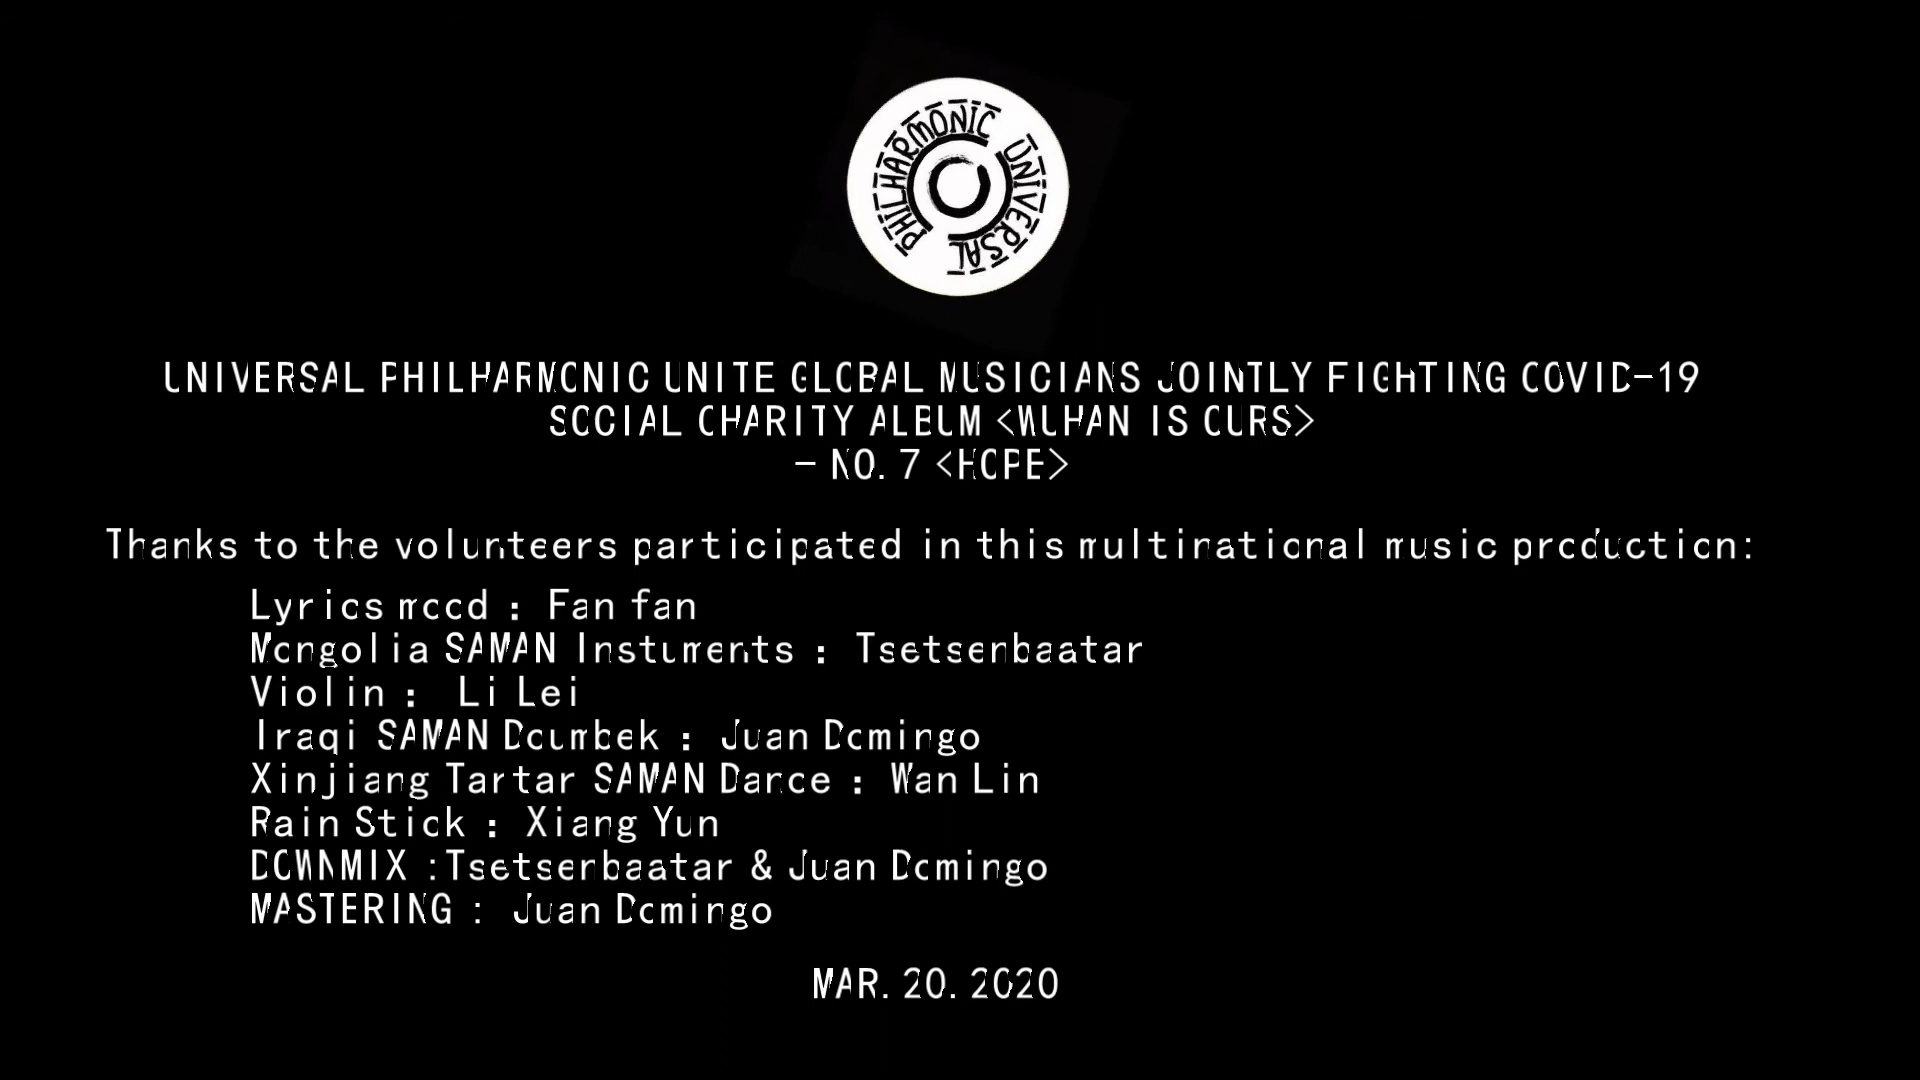 PHILHARMONIC UNIVERSAL
UNIVERSAL PHILHARMONIC UNITE GLOBAL MUSICIANS JOINTLY FIGHTING COVID-19
SOCIAL CHARITY ALBUM <WUHAN IS OURS>
- NO.7 <HOPE>
Thanks to the volunteers participated in this multinational music production:
Lyrics mood : Fan fan
Mongolia SAMAN Instuments : Tsetsenbaatar
Violin : Li Lei
Iraqi SAMAN Doumbek : Juan Domingo
Xinjiang Tartar SAMAN Dance : Wan Lin
Rain Stick : Xiang Yun
DOWNMIX :Tsetsenbaatar & Juan Domingo
MASTERING : Juan Domingo
MAR.20.2020